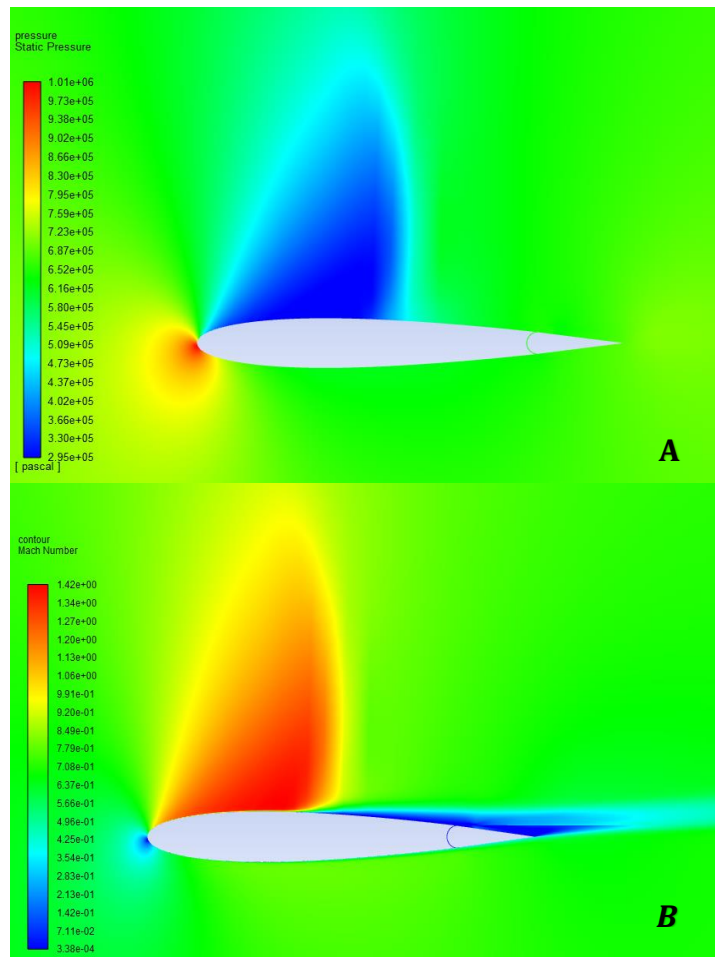 pressure
Static Pressure
1.01e+06
9.73e+05
9.38e+05
9.02e+05
8.66e+05
8.30e+05
7.95e+05
7.59e+05
7.23e+05
6.87e+05
6.52e+05
6.16e+05
5.80e+05
5.45e+05
5.09e+05
4.73e+05
4.37e+05
4.02e+05
3.66e+05
3.30e+05
2.95e+05
[ pascal ]
A
contour
Mach Number
1.42e+00
1.34e+00
1.27e+00
1.20e+00
1.13e+00
1.06e+00
9.91e-01
9.20e-01
8.49e-01
7.79e-01
7.08e-01
6.37e-01
5.66e-01
4.96e-01
4.25e-01
3.54e-01
2.83e-01
2.13e-01
1.42e-01
7.11e-02
3.38e-04
B